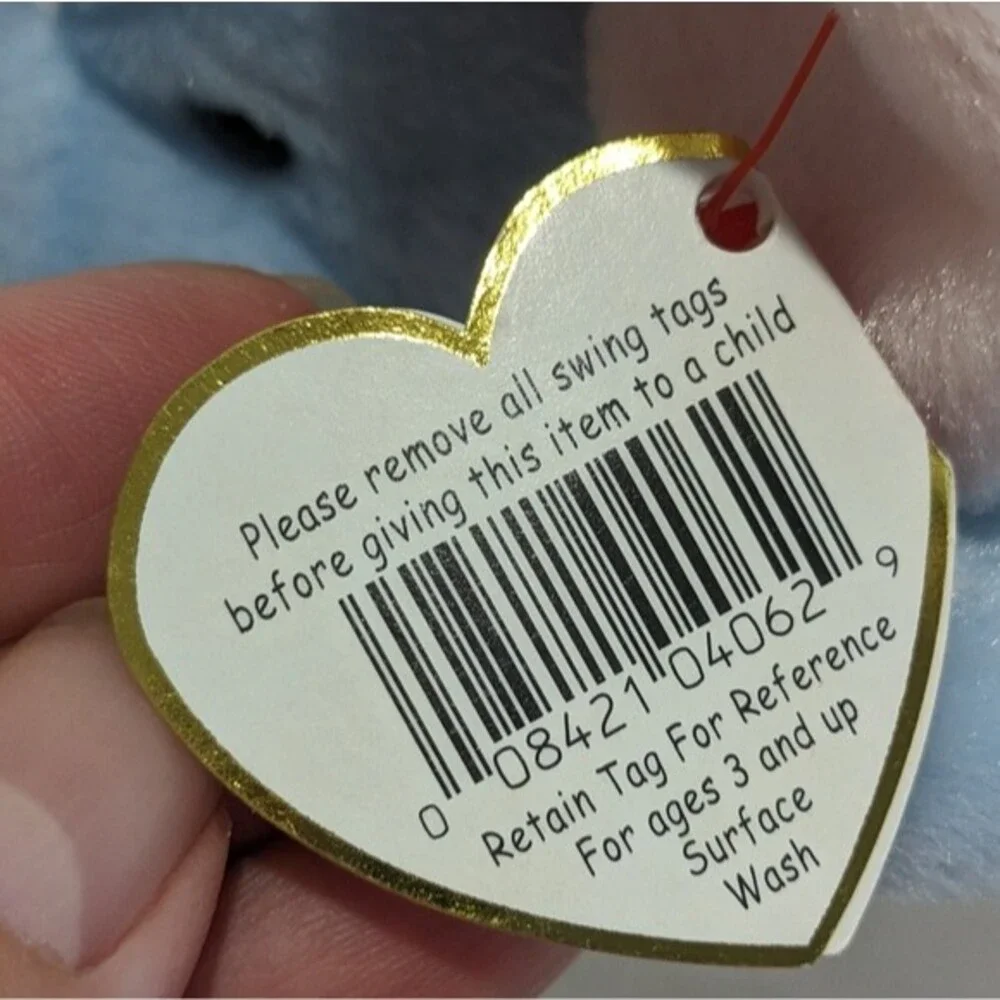 Please remove all swing tags
before giving this item to a child
0 08421 04062 9
Retain Tag For Reference
For ages 3 and up
Surface
Wash